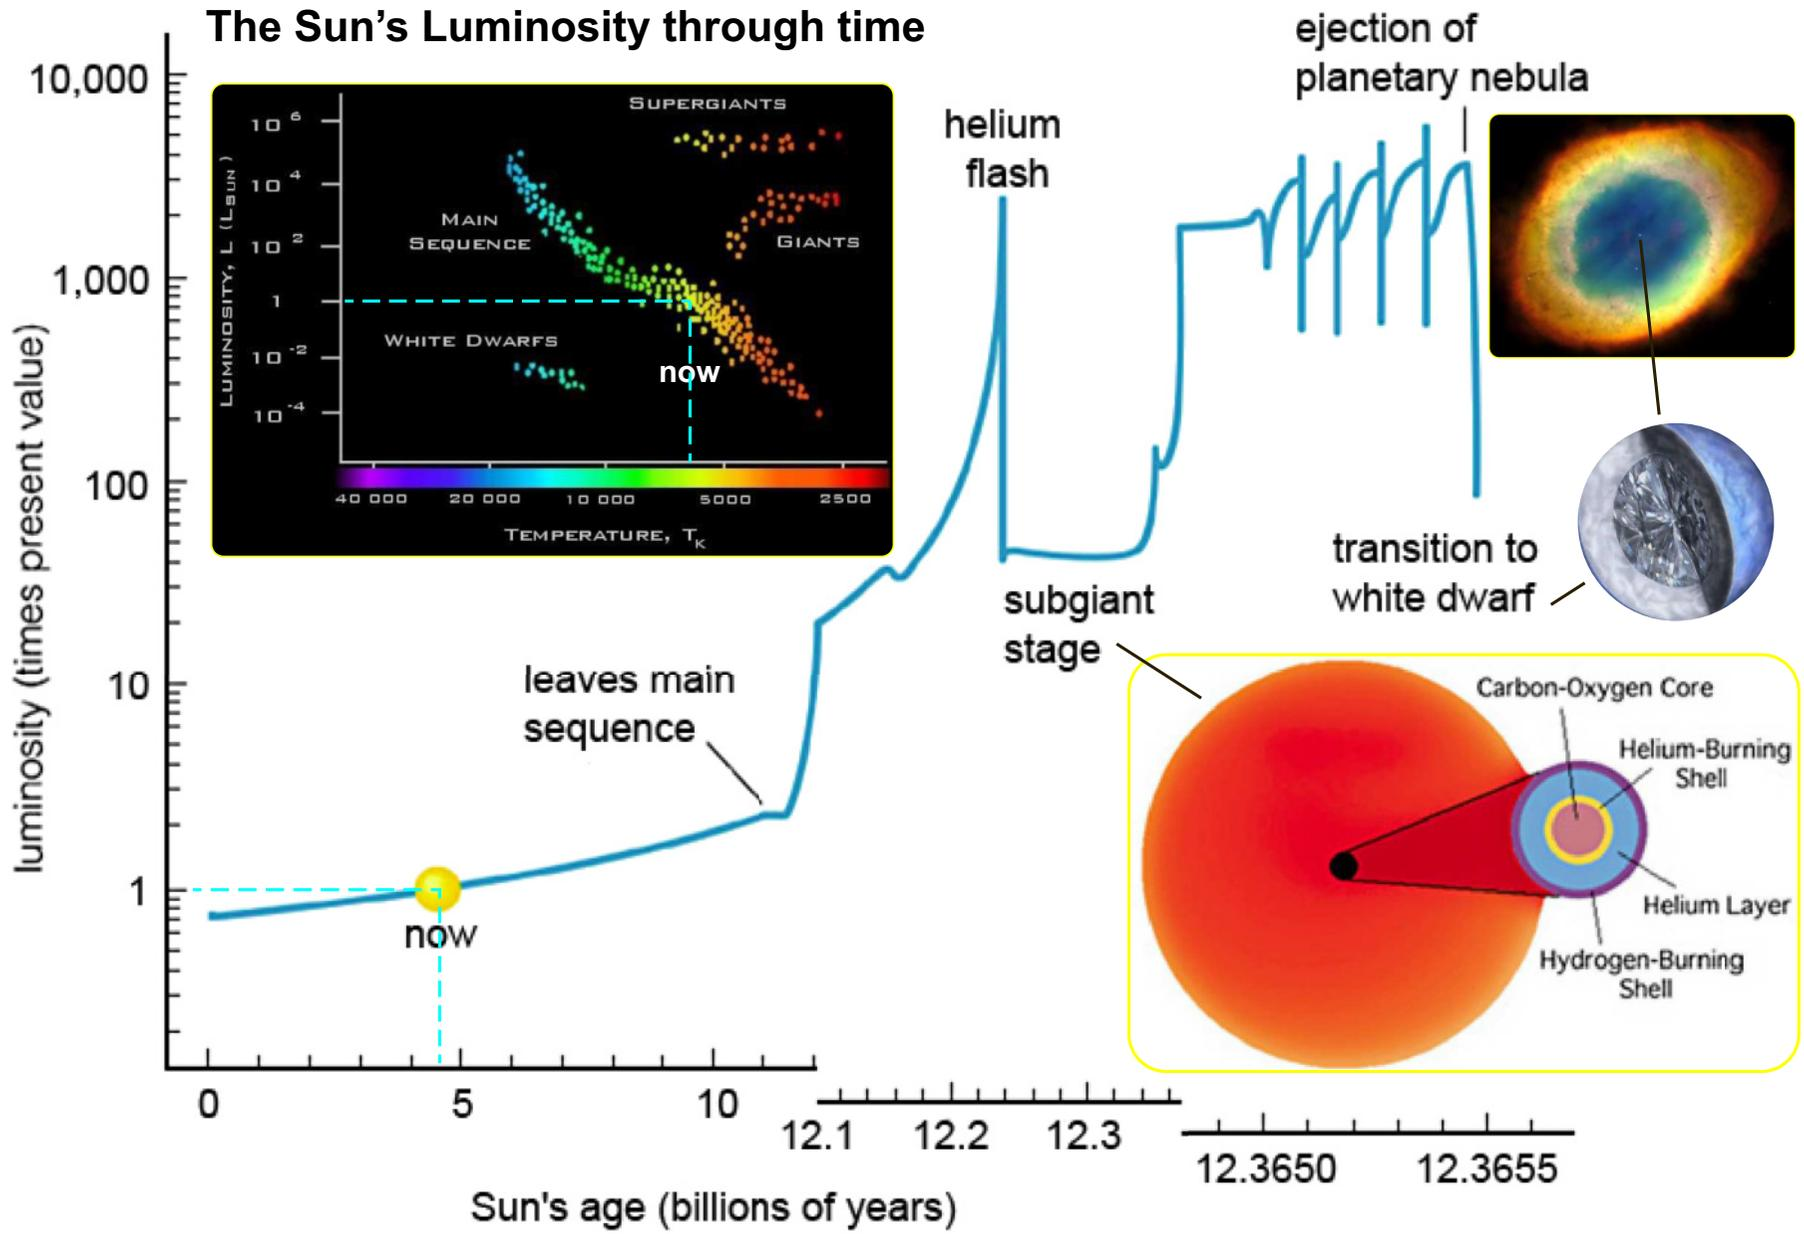 The Sun’s Luminosity through time
ejection of
planetary nebula
helium
flash
luminosity (times present value)
10,000
1,000
100
10
1
SUPERGIANTS
MAIN
SEQUENCE
GIANTS
WHITE DWARFS
now
LUMINOSITY, L (LSUN)
10 6
10 4
10 2
1
10 -2
10 -4
40 000 20 000 10 000 5000 2500
TEMPERATURE, TK
leaves main
sequence
now
subgiant
stage
transition to
white dwarf
Carbon-Oxygen Core
Helium-Burning
Shell
Helium Layer
Hydrogen-Burning
Shell
0 5 10
12.1 12.2 12.3
12.3650 12.3655
Sun's age (billions of years)